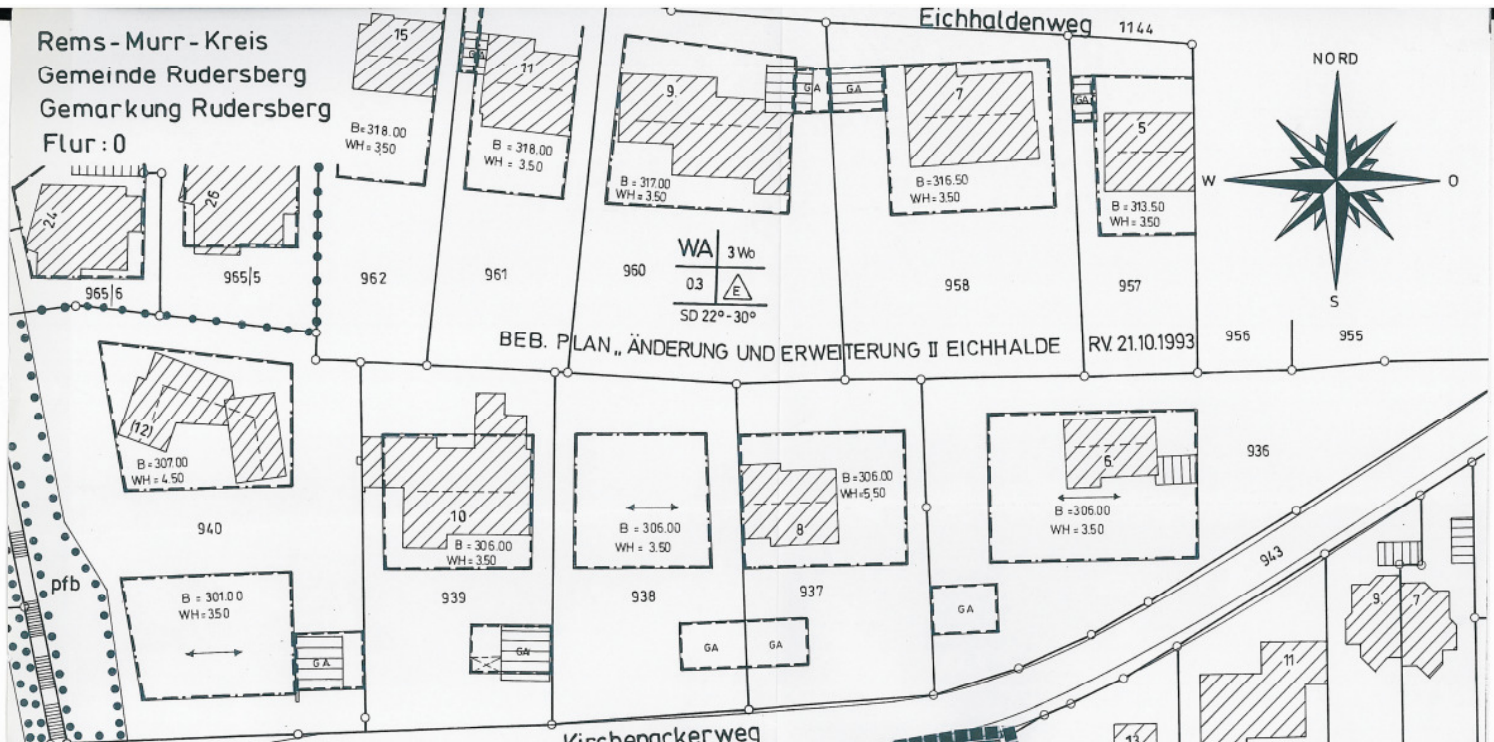 Rems-Murr-Kreis
Gemeinde Rudersberg
Gemarkung Rudersberg
Flur: 0
Eichhaldenweg
1144
NORD
W
O
S
15
B=318.00
WH=3.50
GA
11
B = 318.00
WH = 3.50
9
B = 317.00
WH = 3.50
GA
GA
7
B=316.50
WH=3.50
GA
5
B = 313.50
WH = 3.50
24
26
965/6
965/5
962
961
960
WA
3 Wo
0.3
E
SD 22°-30°
958
957
956
955
BEB. PLAN „ ÄNDERUNG UND ERWEITERUNG II EICHHALDE
RV. 21.10.1993
(12)
B = 307.00
WH = 4.50
940
10
B = 306.00
WH = 3.50
B = 306.00
WH = 3.50
B = 306.00
WH=5,50
8
6
B = 306.00
WH = 3.50
936
943
pfb
B = 301.00
WH=3.50
GA
939
GA
938
937
GA
GA
GA
9
7
11
13
Kirchenackerweg